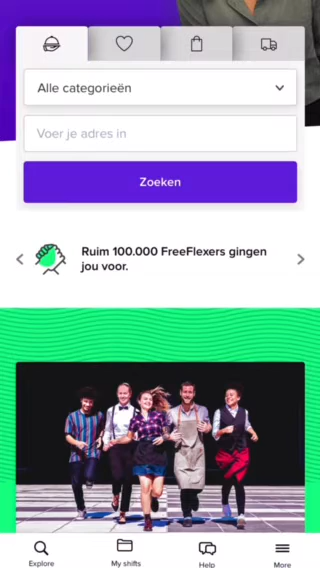 Alle categorieën
Voer je adres in
Zoeken
Ruim 100.000 FreeFlexers gingen
jou voor.
Explore
My shifts
Help
More